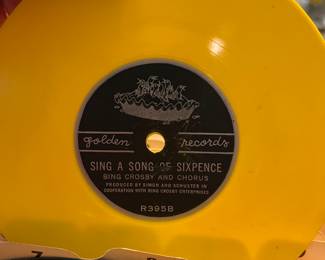 golden records
SING A SONG OF SIXPENCE
BING CROSBY AND CHORUS
PRODUCED BY SIMON AND SCHUSTER IN
COOPERATION WITH BING CROSBY ENTERPRISES
R395B